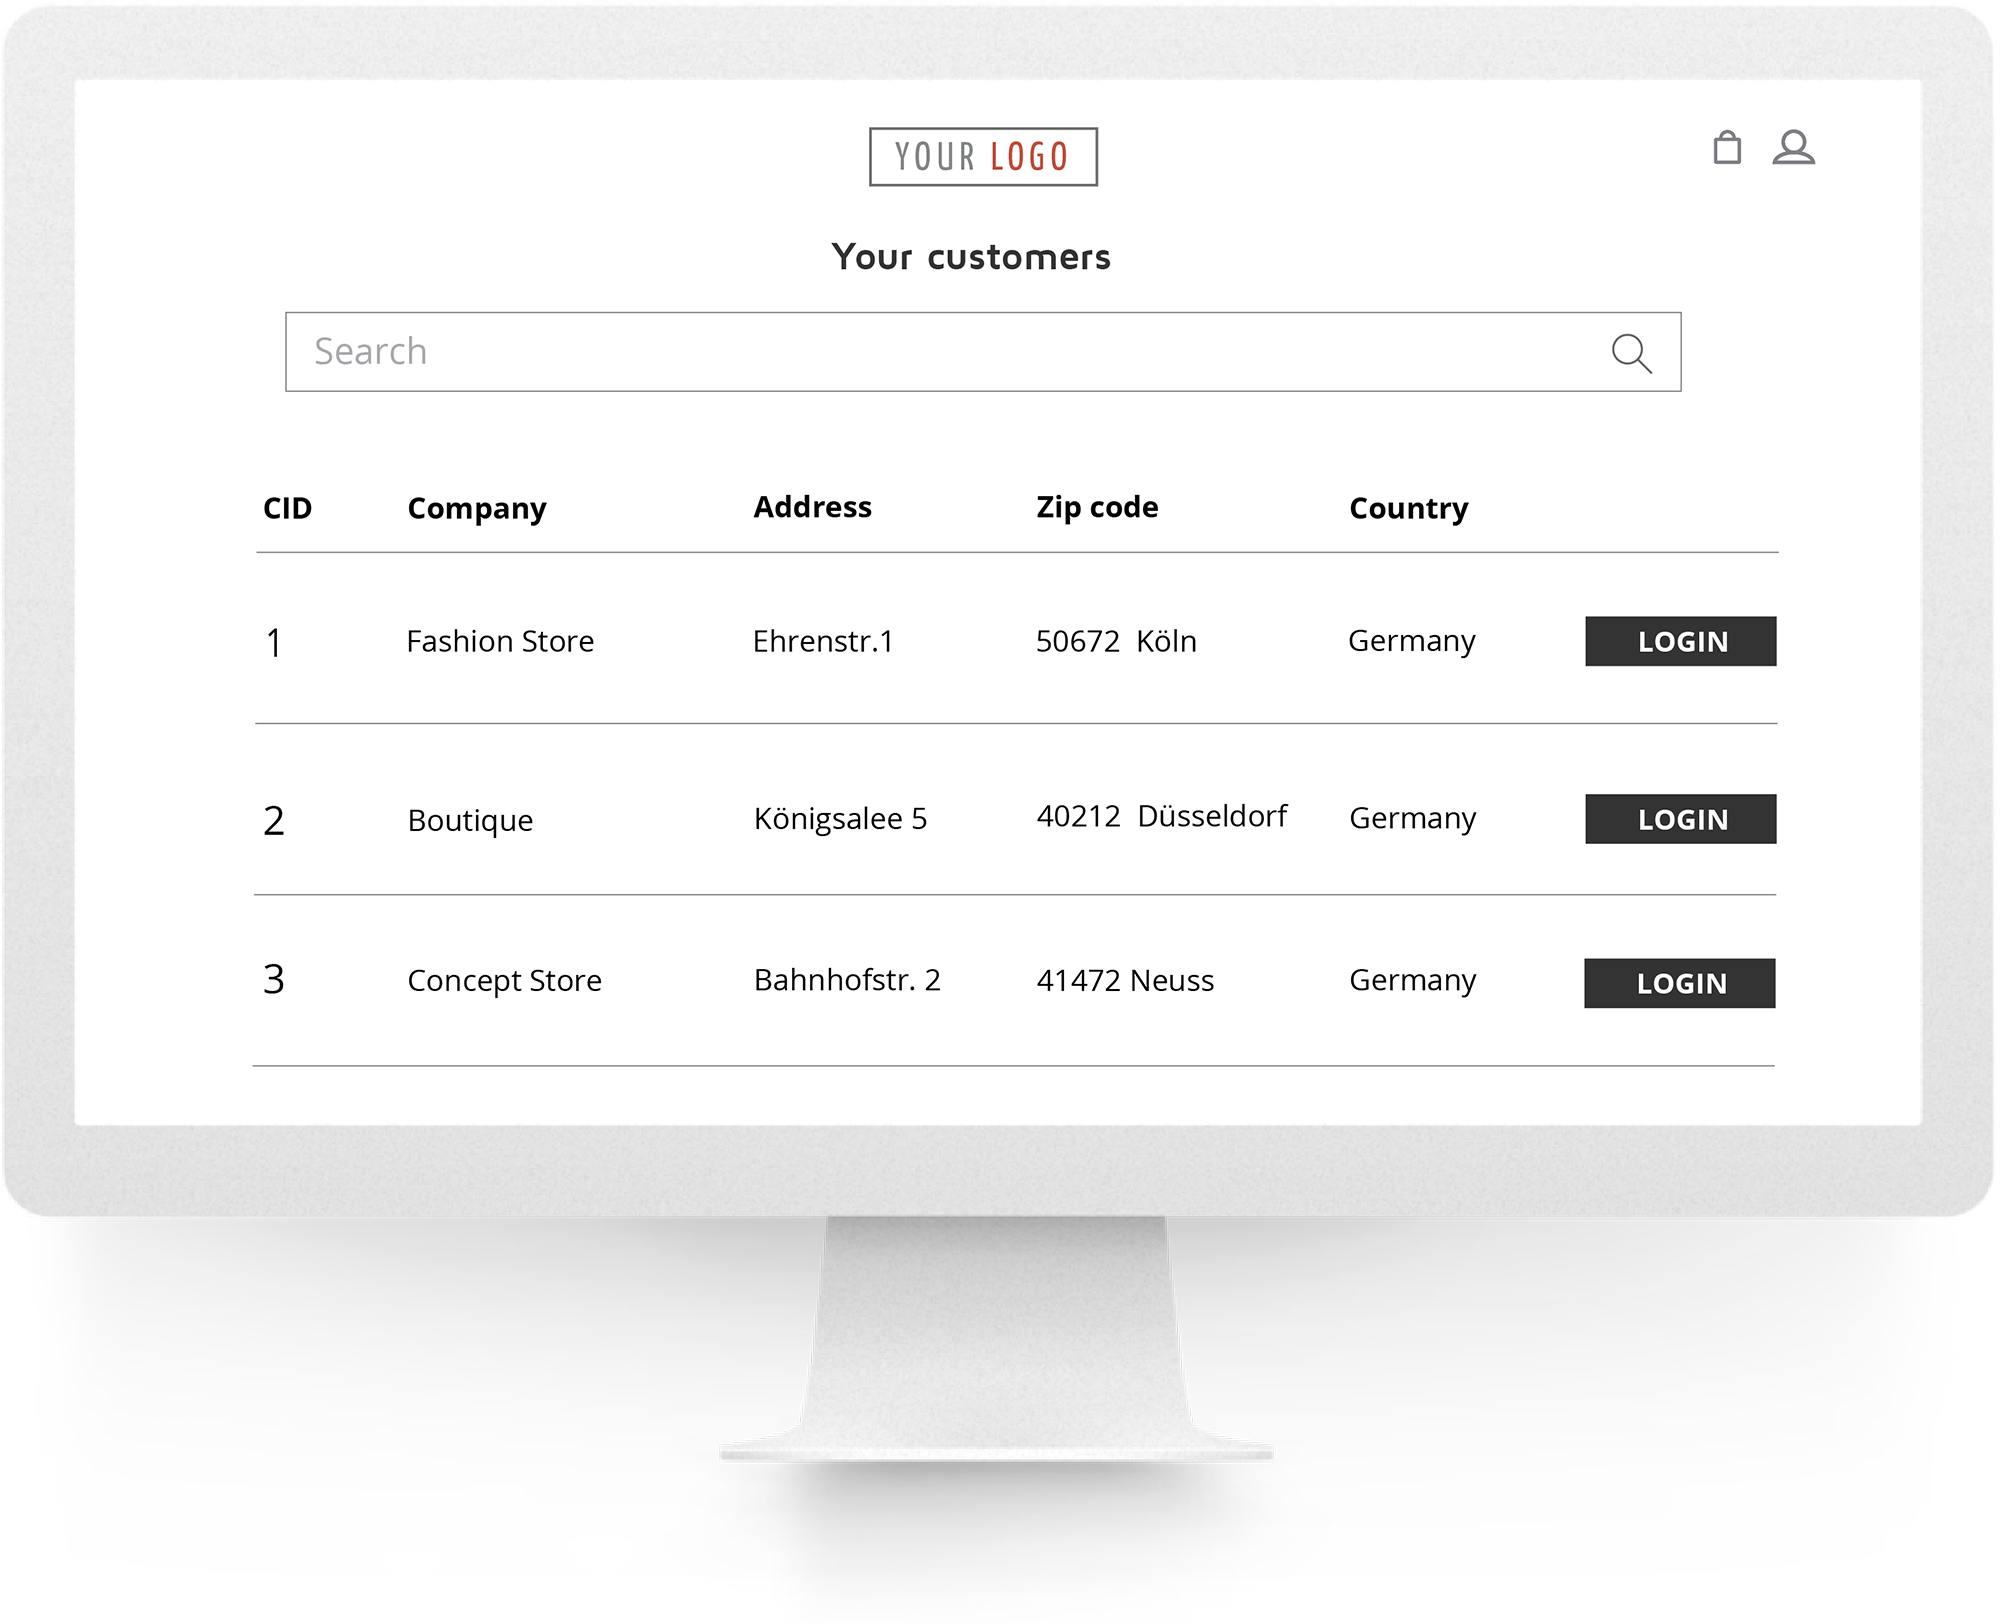 YOUR LOGO
Your customers
Search
CID Company Address Zip code Country
1 Fashion Store Ehrenstr.1 50672 Köln Germany LOGIN
2 Boutique Königsalee 5 40212 Düsseldorf Germany LOGIN
3 Concept Store Bahnhofstr. 2 41472 Neuss Germany LOGIN